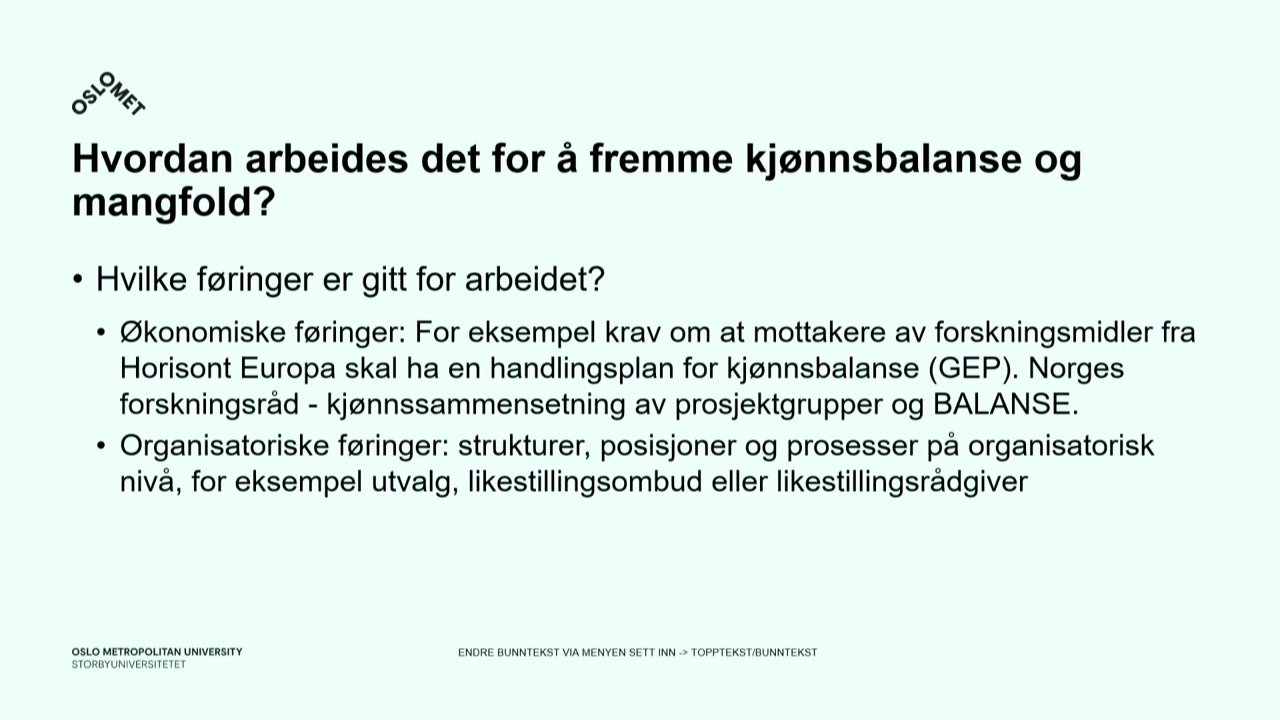 OSLOMET
Hvordan arbeides det for å fremme kjønnsbalanse og
mangfold?
• Hvilke føringer er gitt for arbeidet?
• Økonomiske føringer: For eksempel krav om at mottakere av forskningsmidler fra
Horisont Europa skal ha en handlingsplan for kjønnsbalanse (GEP). Norges
forskningsråd - kjønnssammensetning av prosjektgrupper og BALANSE.
• Organisatoriske føringer: strukturer, posisjoner og prosesser på organisatorisk
nivå, for eksempel utvalg, likestillingsombud eller likestillingsrådgiver
OSLO METROPOLITAN UNIVERSITY
STORBYUNIVERSITETET
ENDRE BUNNTEKST VIA MENYEN SETT INN -> TOPPTEKST/BUNNTEKST